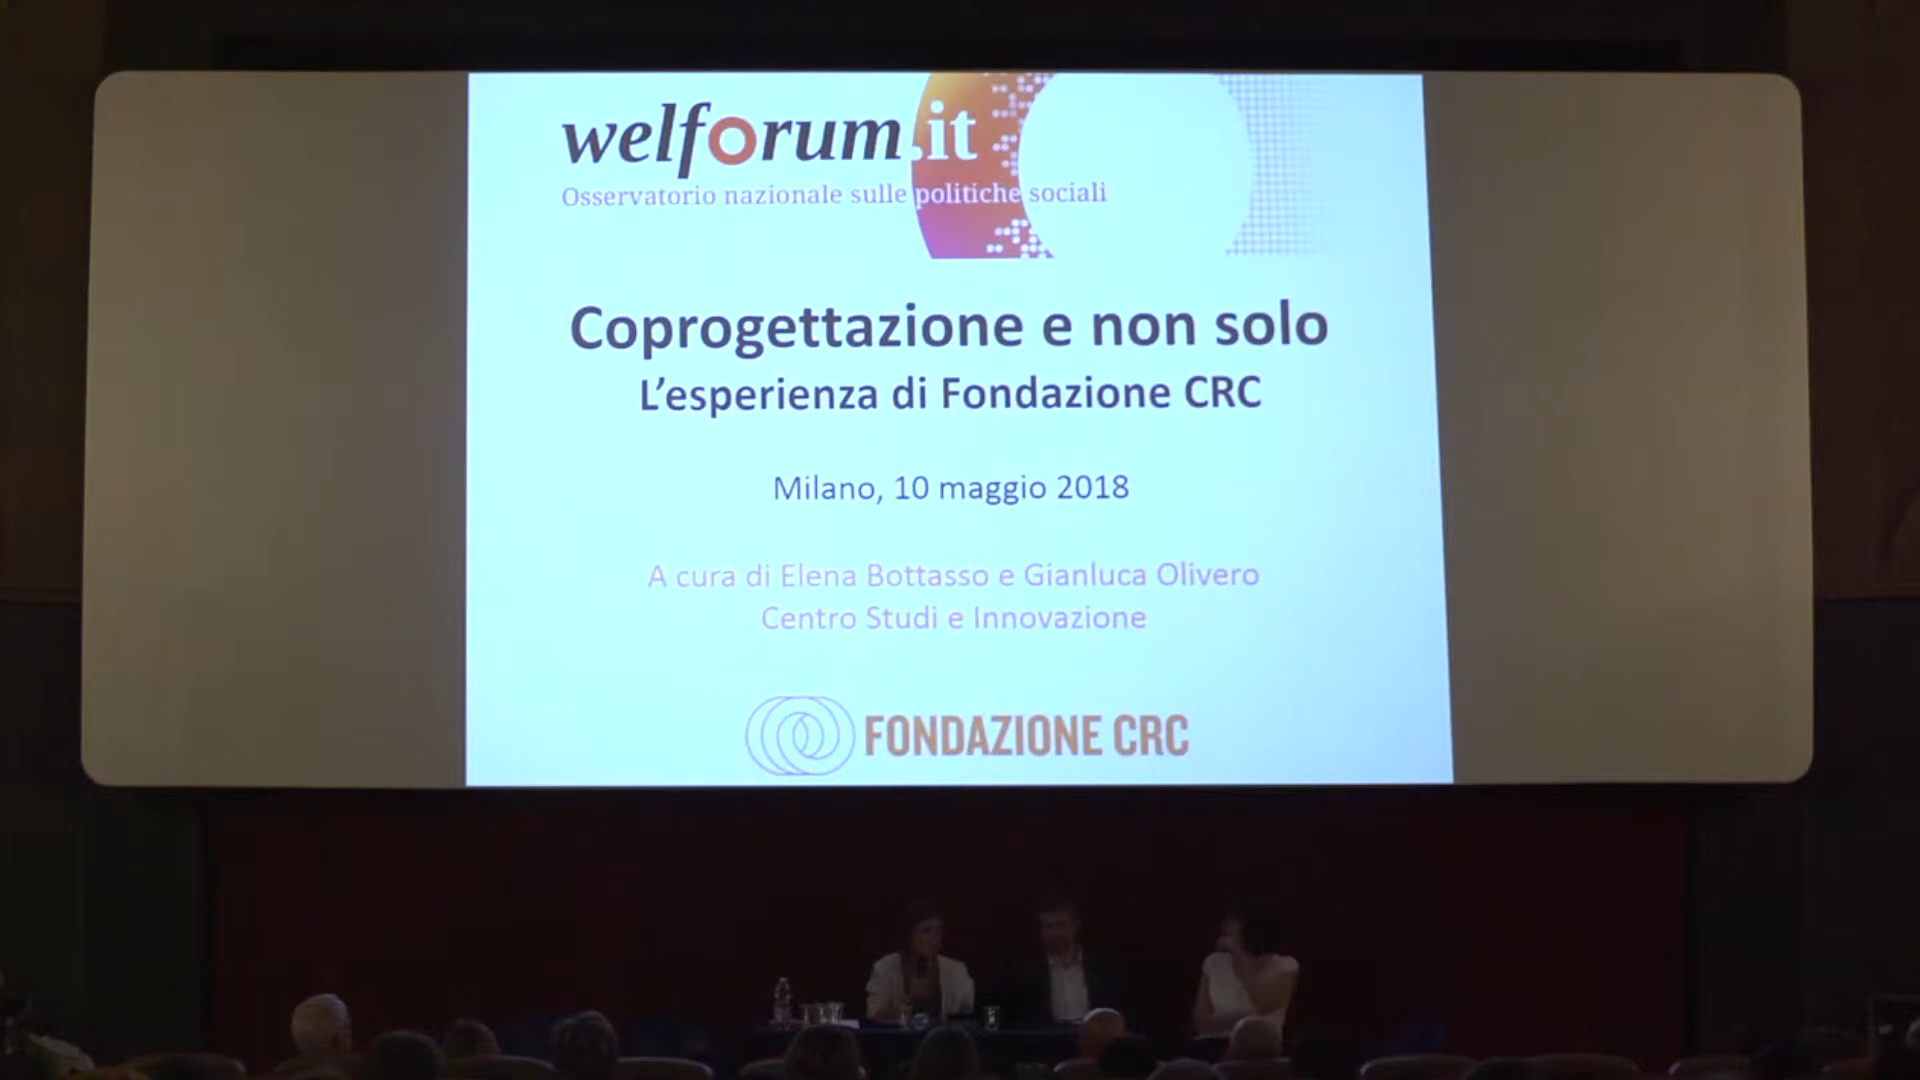 welforum.it
Osservatorio nazionale sulle politiche sociali
Coprogettazione e non solo
L'esperienza di Fondazione CRC
Milano, 10 maggio 2018
A cura di Elena Bottasso e Gianluca Olivero
Centro Studi e Innovazione
FONDAZIONE CRC